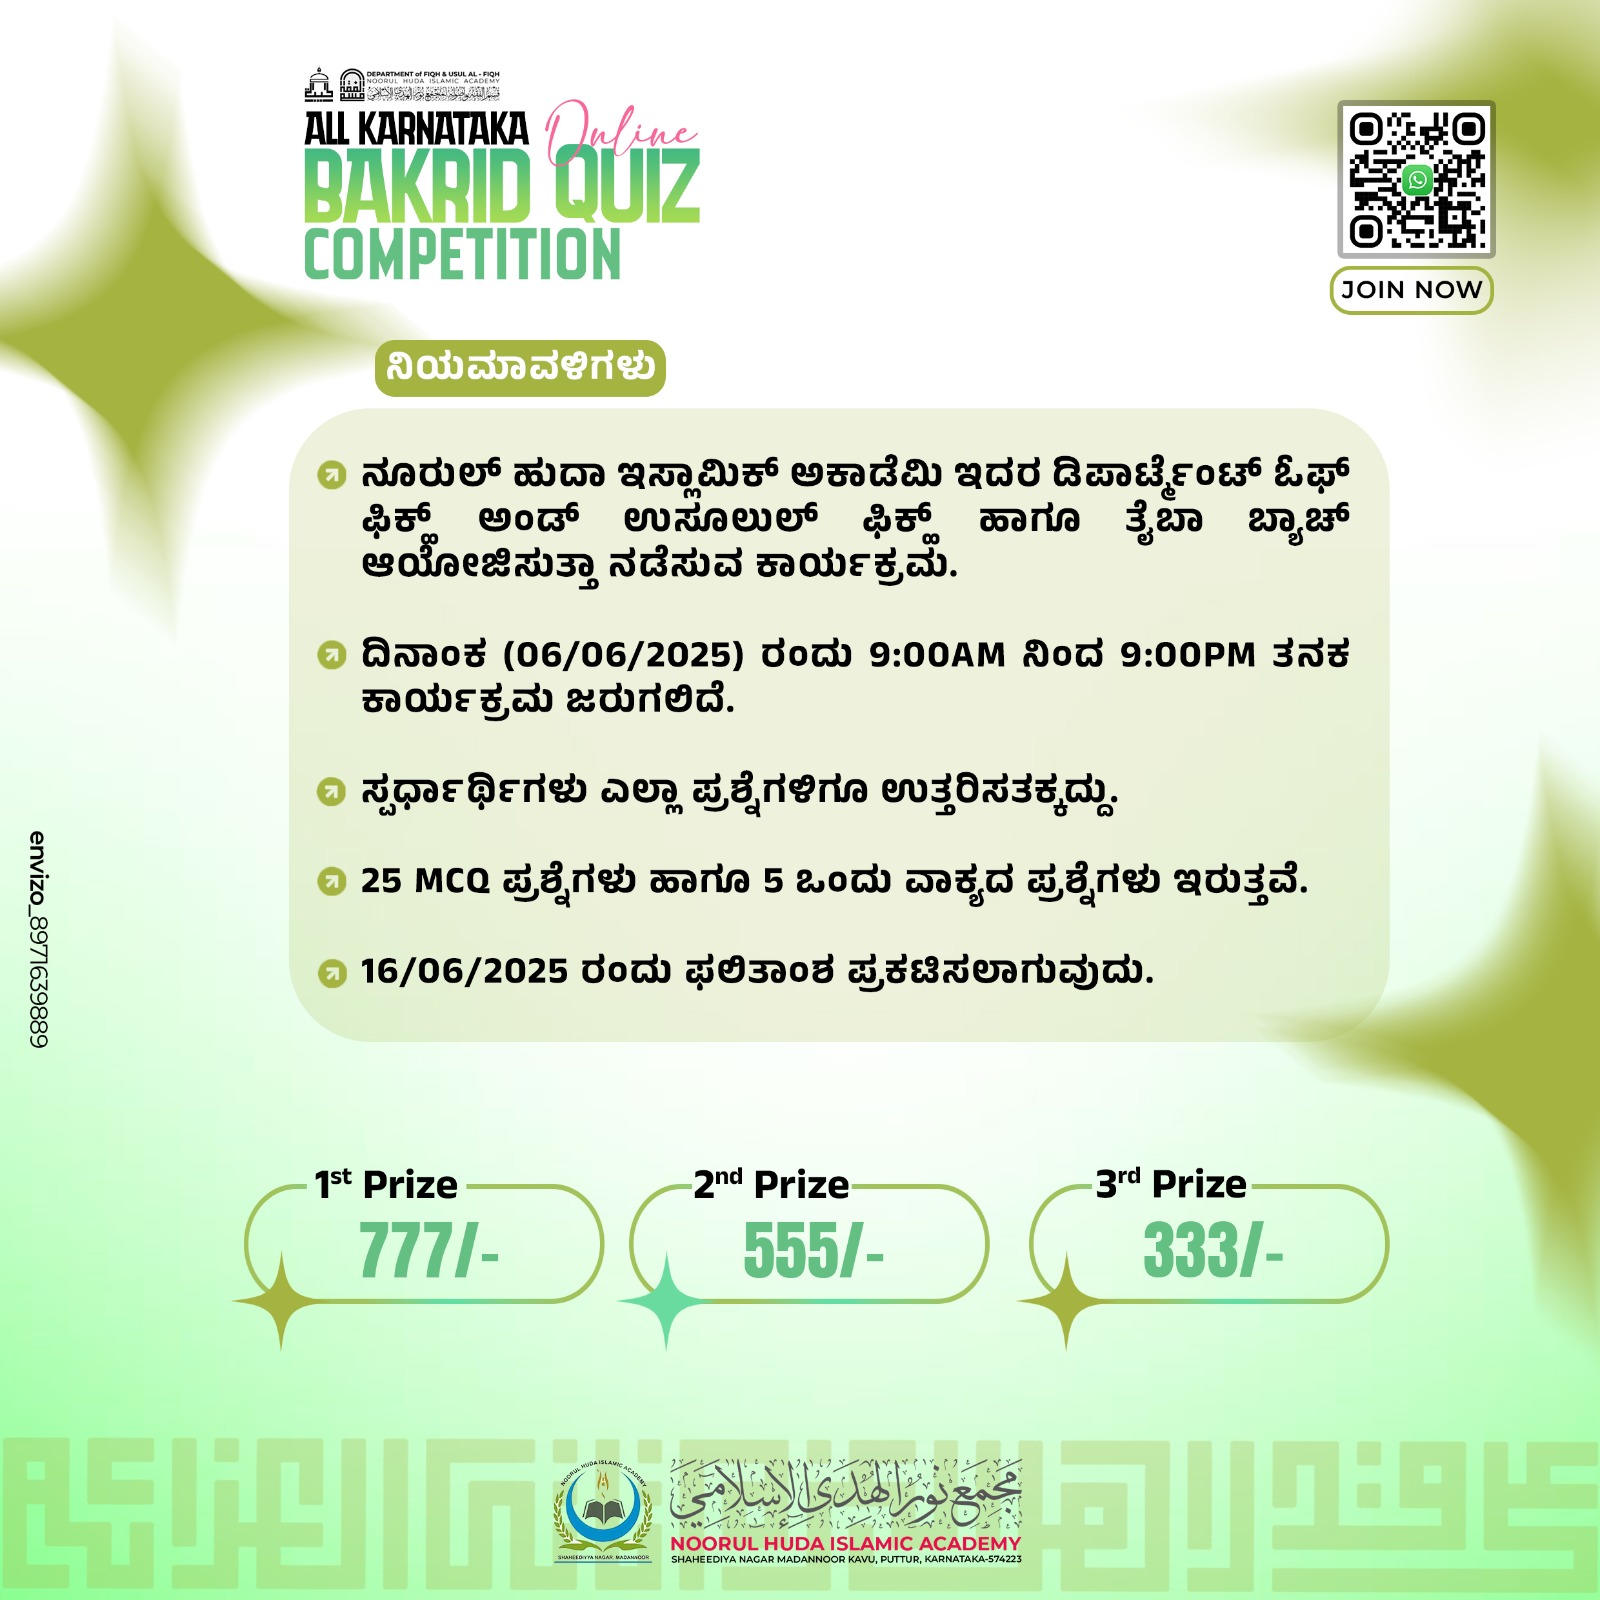 DEPARTMENT of FIQH & USUL AL - FIQH
NOORUL HUDA ISLAMIC ACADEMY
ALL KARNATAKA Online
BAKRID QUIZ
COMPETITION
JOIN NOW
ನಿಯಮಾವಳಿಗಳು
ನೂರುಲ್ ಹುದಾ ಇಸ್ಲಾಮಿಕ್ ಅಕಾಡೆಮಿ ಇದರ ಡಿಪಾರ್ಟ್ಮೆಂಟ್ ಓಫ್
ಫಿಕ್ಹ್ ಅಂಡ್ ಉಸೂಲುಲ್ ಫಿಕ್ಹ್ ಹಾಗೂ ತೈಬಾ ಬ್ಯಾಚ್
ಆಯೋಜಿಸುತ್ತಾ ನಡೆಸುವ ಕಾರ್ಯಕ್ರಮ.
ದಿನಾಂಕ (06/06/2025) ರಂದು 9:00AM ನಿಂದ 9:00PM ತನಕ
ಕಾರ್ಯಕ್ರಮ ಜರುಗಲಿದೆ.
ಸ್ಪರ್ಧಾರ್ಥಿಗಳು ಎಲ್ಲಾ ಪ್ರಶ್ನೆಗಳಿಗೂ ಉತ್ತರಿಸತಕ್ಕದ್ದು.
25 MCQ ಪ್ರಶ್ನೆಗಳು ಹಾಗೂ 5 ಒಂದು ವಾಕ್ಯದ ಪ್ರಶ್ನೆಗಳು ಇರುತ್ತವೆ.
16/06/2025 ರಂದು ಫಲಿತಾಂಶ ಪ್ರಕಟಿಸಲಾಗುವುದು.
envizo_8971639889
1st Prize
777/-
2nd Prize
555/-
3rd Prize
333/-
NOORUL HUDA ISLAMIC ACADEMY
SHAHEEDIYYA NAGAR, MADANNOOR
مجمع نور الهدى الإسلامي
NOORUL HUDA ISLAMIC ACADEMY
SHAHEEDIYA NAGAR MADANNOOR KAVU, PUTTUR, KARNATAKA-574223